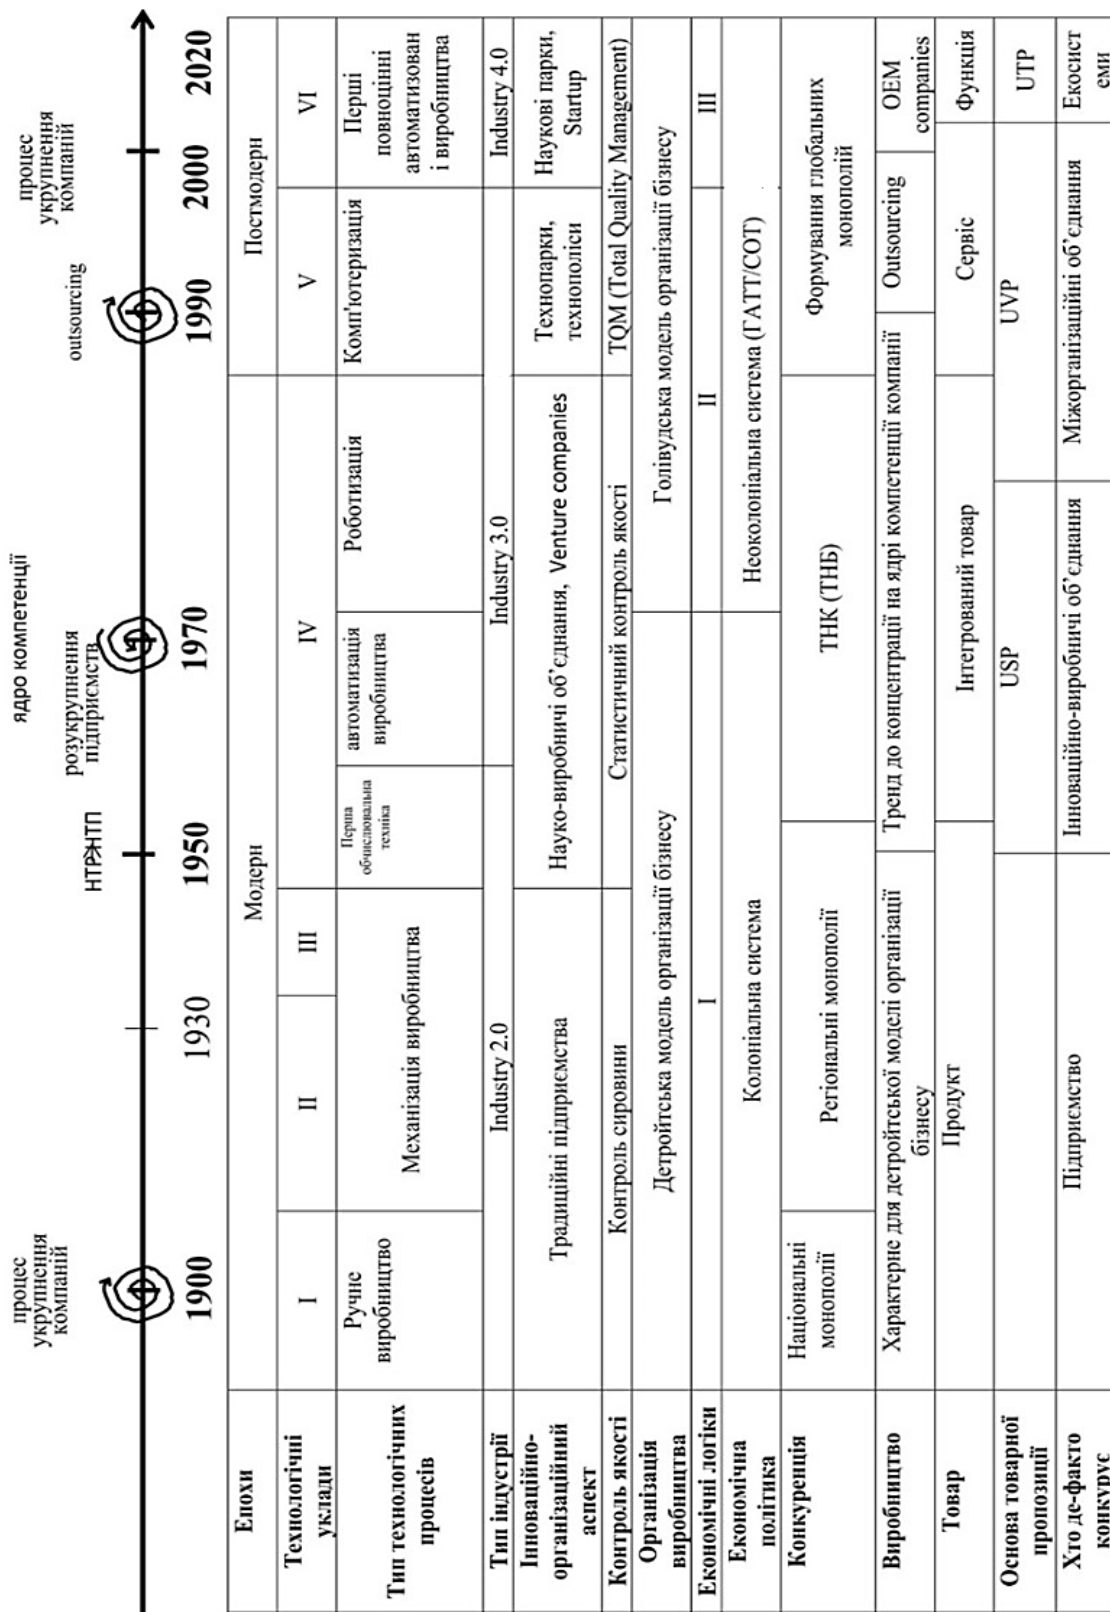 процес
укрупнення
компаній
НТР→НТП
розукрупнення
підприємств
ядро компетенції
outsourcing
процес
укрупнення
компаній
1900
1930
1950
1970
1990
2000
2020
Епохи
Модерн
Постмодерн
Технологічні
уклади
I
II
III
IV
V
VI
Тип технологічних
процесів
Ручне
виробництво
Механізація виробництва
Перша
обчислювальна
техніка
автоматизація
виробництва
Роботизація
Комп'ютеризація
Перші
повноцінні
автоматизован
і виробництва
Тип індустрії
Industry 2.0
Industry 3.0
Industry 4.0
Інноваційно-
організаційний
аспект
Традиційні підприємства
Науко-виробничі об’єднання, Venture companies
Технопарки,
технополіси
Наукові парки,
Startup
Контроль якості
Контроль сировини
Статистичний контроль якості
TQM (Total Quality Management)
Організація
виробництва
Детройтська модель організації бізнесу
Голівудська модель організації бізнесу
Економічні логіки
I
II
III
Економічна
політика
Колоніальна система
Неоколоніальна система (ГАТТ/СОТ)
Конкуренція
Національні
монополії
Регіональні монополії
ТНК (ТНБ)
Формування глобальних
монополій
Виробництво
Характерне для детройтської моделі організації
бізнесу
Тренд до концентрації на ядрі компетенції компанії
Outsourcing
OEM
companies
Товар
Продукт
Інтегрований товар
Сервіс
Функція
Основа товарної
пропозиції
USP
UVP
UTP
Хто де-факто
конкурує
Підприємство
Інноваційно-виробничі об’єднання
Міжорганізаційні об’єднання
Екосист
еми